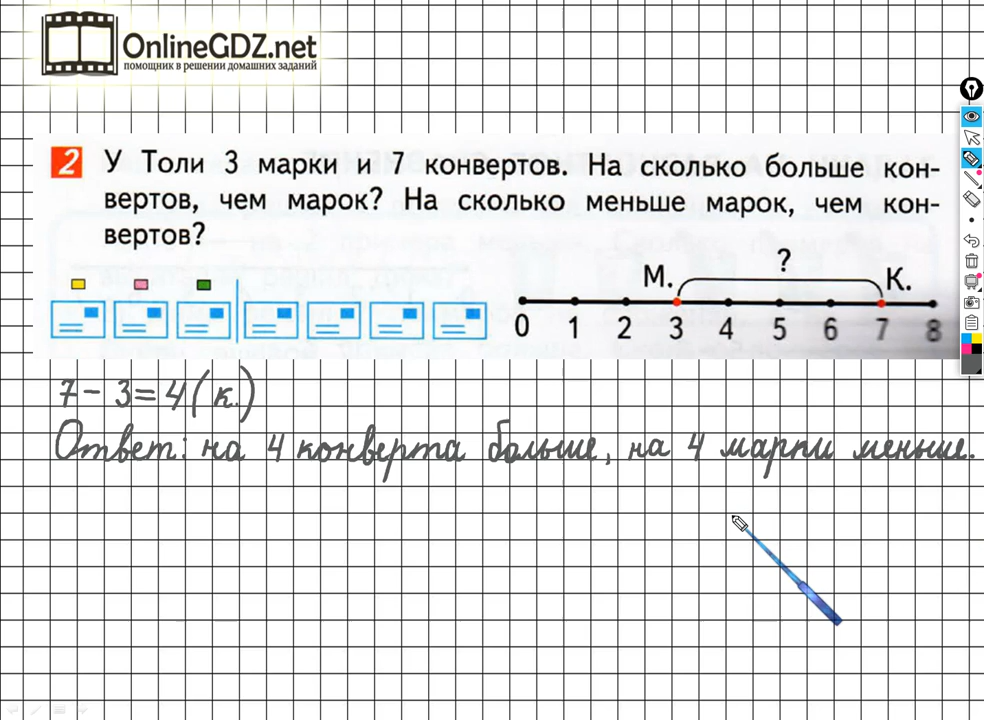 OnlineGDZ.net
помощник в решении домашних заданий
2 У Толи 3 марки и 7 конвертов. На сколько больше кон-
вертов, чем марок? На сколько меньше марок, чем кон-
вертов?
?
М. К.
0 1 2 3 4 5 6 7 8
7 - 3 = 4 ( к. )
Ответ: на 4 конверта больше, на 4 марки меньше.